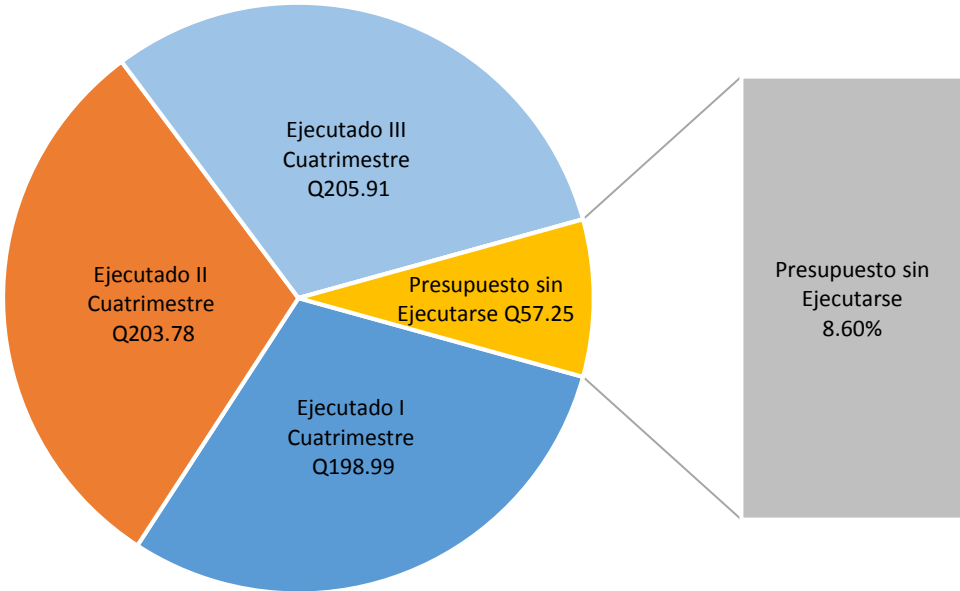 Ejecutado III
Cuatrimestre
Q205.91
Ejecutado II
Cuatrimestre
Q203.78
Presupuesto sin
Ejecutarse Q57.25
Ejecutado I
Cuatrimestre
Q198.99
Presupuesto sin
Ejecutarse
8.60%